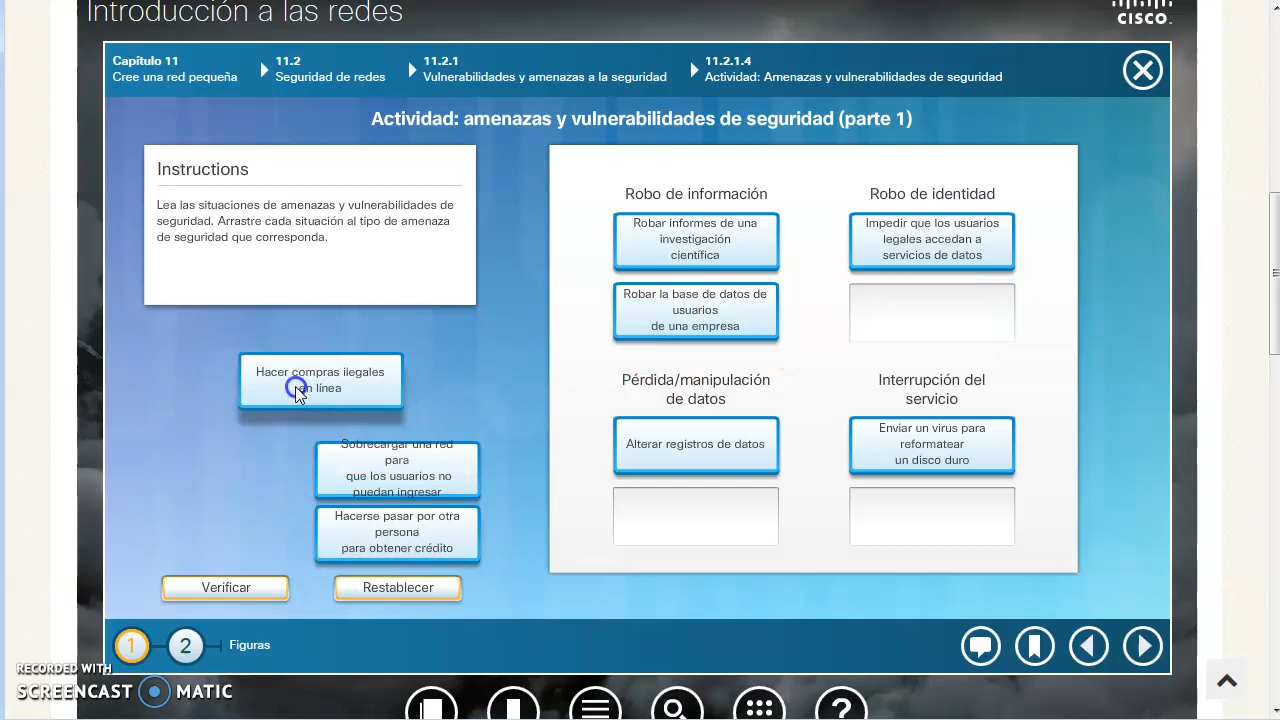 Introducción a las redes
CISCO
Capítulo 11
Cree una red pequeña
11.2
Seguridad de redes
11.2.1
Vulnerabilidades y amenazas a la seguridad
11.2.1.4
Actividad: Amenazas y vulnerabilidades de seguridad
Actividad: amenazas y vulnerabilidades de seguridad (parte 1)
Instructions
Lea las situaciones de amenazas y vulnerabilidades de
seguridad. Arrastre cada situación al tipo de amenaza
de seguridad que corresponda.
Hacer compras ilegales
en línea
Sobrecargar una red
para
que los usuarios no
puedan ingresar
Hacerse pasar por otra
persona
para obtener crédito
Verificar
Restablecer
Robo de información
Robar informes de una
investigación
científica
Robar la base de datos de
usuarios
de una empresa
Robo de identidad
Impedir que los usuarios
legales accedan a
servicios de datos
Pérdida/manipulación
de datos
Alterar registros de datos
Interrupción del
servicio
Enviar un virus para
reformatear
un disco duro
1
2
Figuras
?
RECORDED WITH
SCREENCAST MATIC